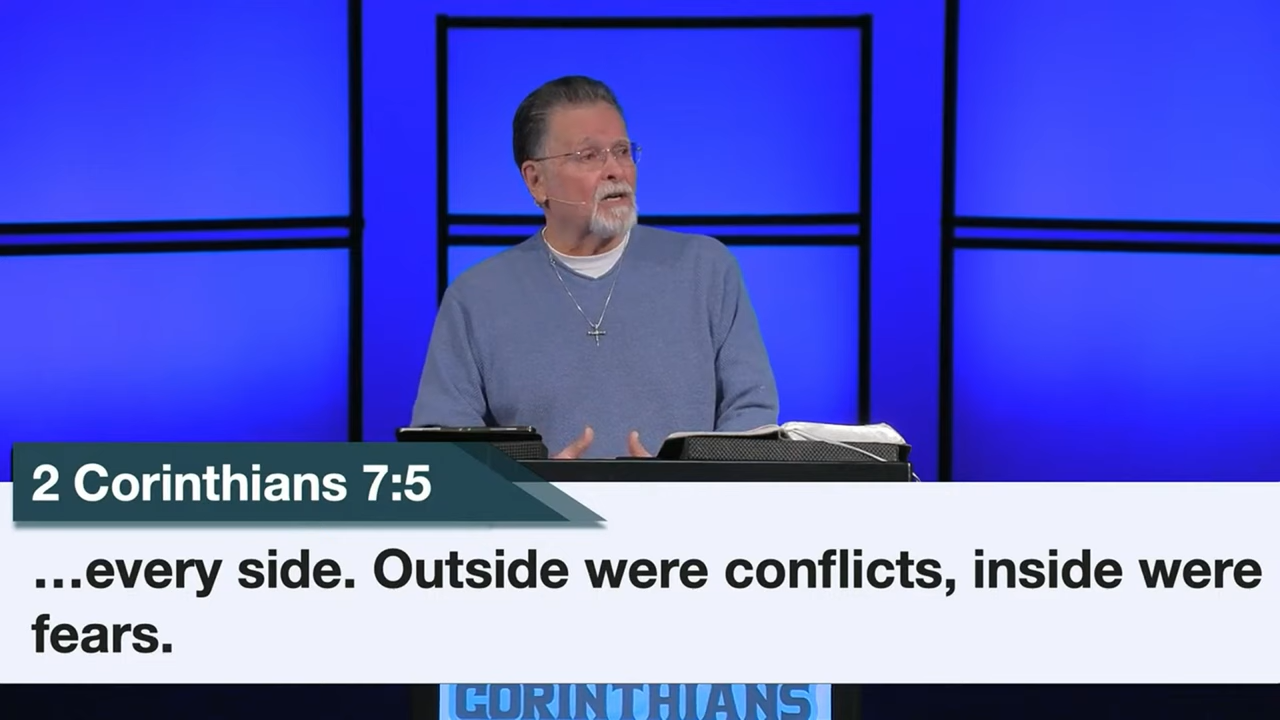 2 Corinthians 7:5
…every side. Outside were conflicts, inside were
fears.
CORINTHIANS